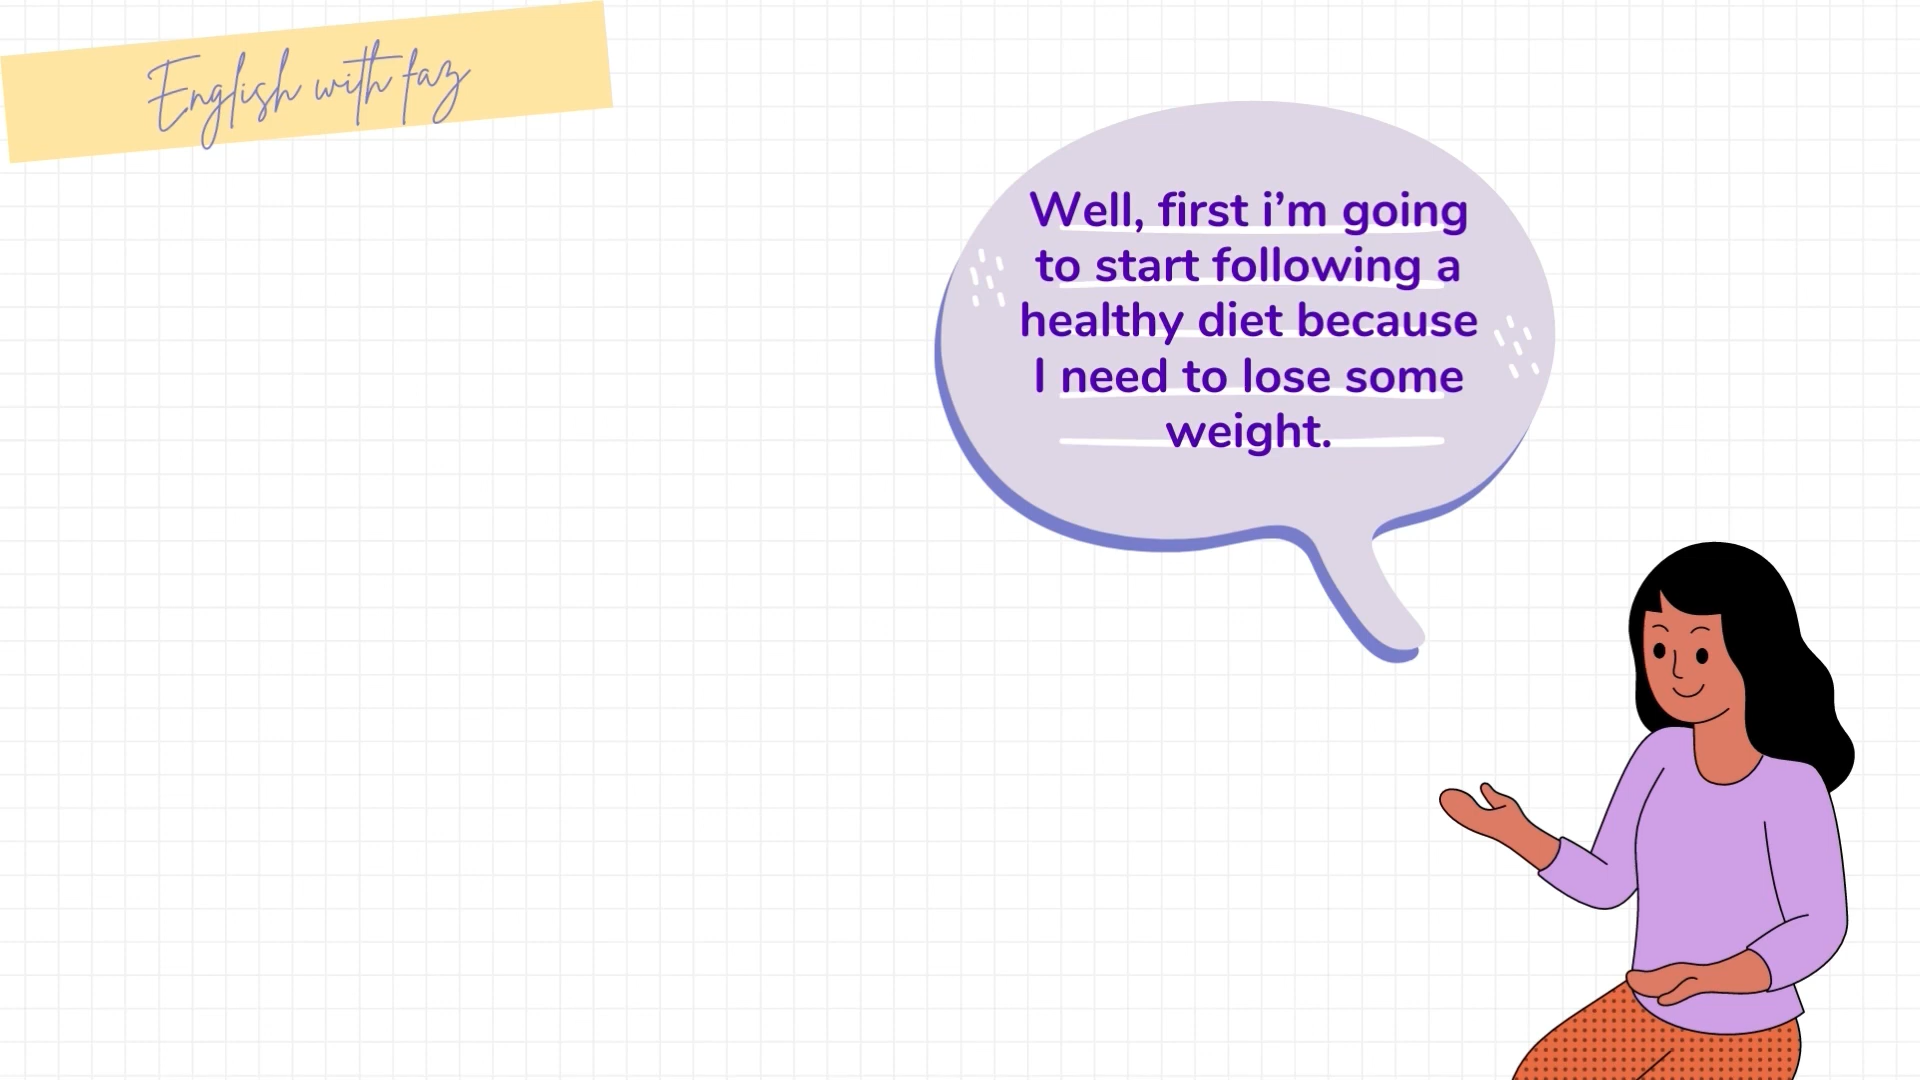 English with faz
Well, first i’m going
to start following a
healthy diet because
I need to lose some
weight.